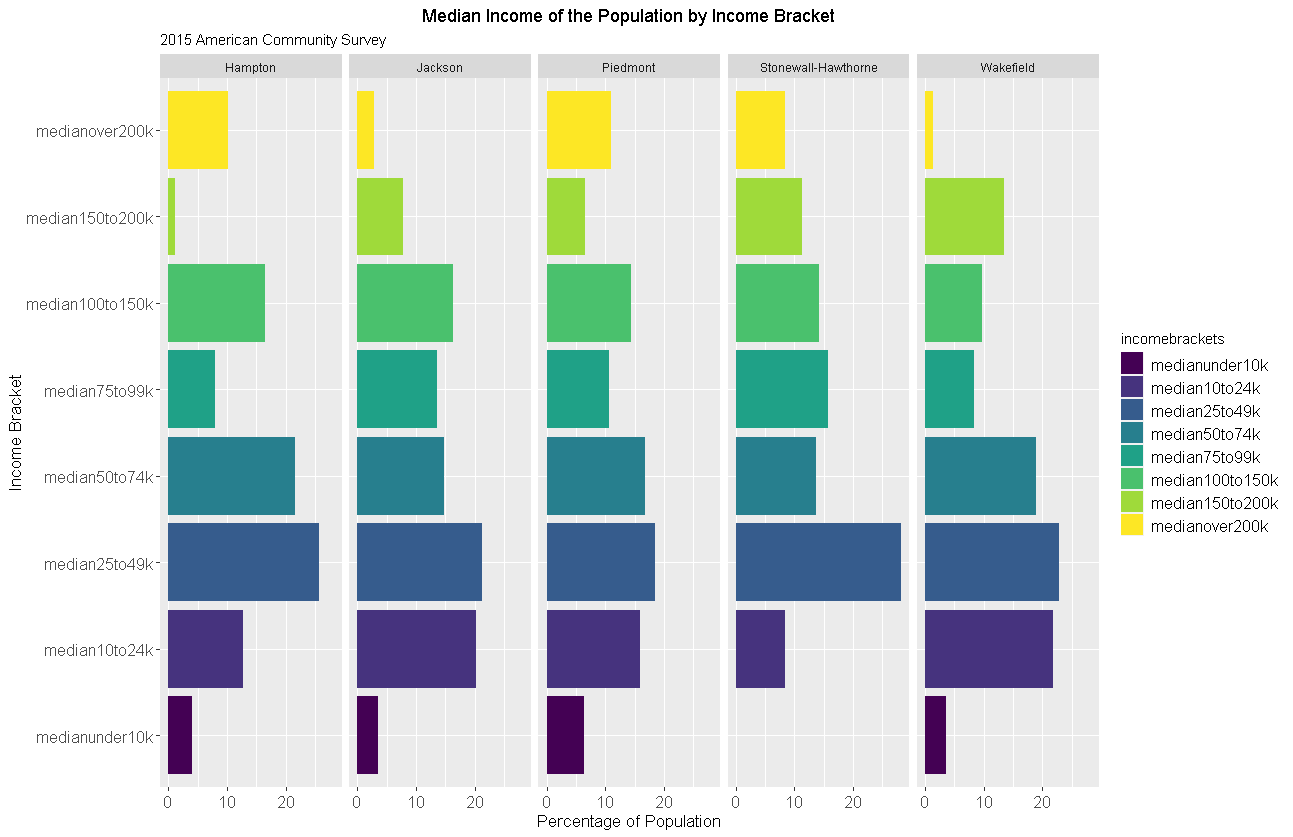 Median Income of the Population by Income Bracket
2015 American Community Survey
Hampton Jackson Piedmont Stonewall-Hawthorne Wakefield
medianover200k
median150to200k
median100to150k
median75to99k
median50to74k
median25to49k
median10to24k
medianunder10k
Income Bracket
0 10 20 0 10 20 0 10 20 0 10 20 0 10 20
Percentage of Population
incomebrackets
medianunder10k
median10to24k
median25to49k
median50to74k
median75to99k
median100to150k
median150to200k
medianover200k